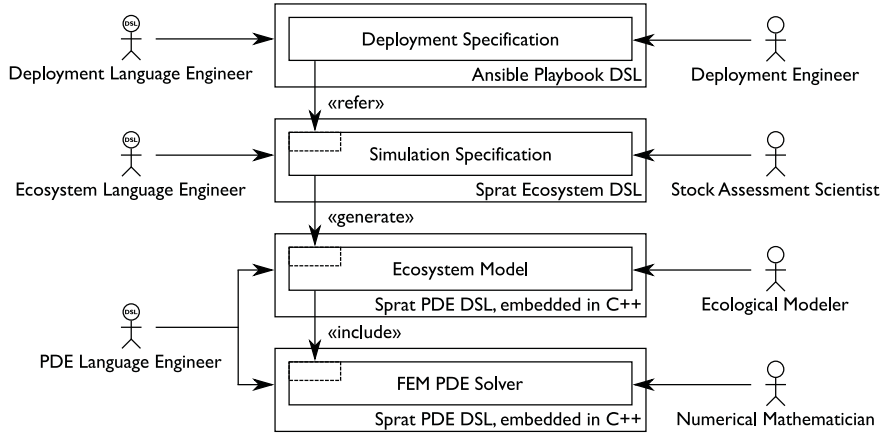 DSL
Deployment Language Engineer
Deployment Specification
Ansible Playbook DSL
Deployment Engineer
«refer»
DSL
Ecosystem Language Engineer
Simulation Specification
Sprat Ecosystem DSL
Stock Assessment Scientist
«generate»
Ecosystem Model
Sprat PDE DSL, embedded in C++
Ecological Modeler
DSL
PDE Language Engineer
«include»
FEM PDE Solver
Sprat PDE DSL, embedded in C++
Numerical Mathematician